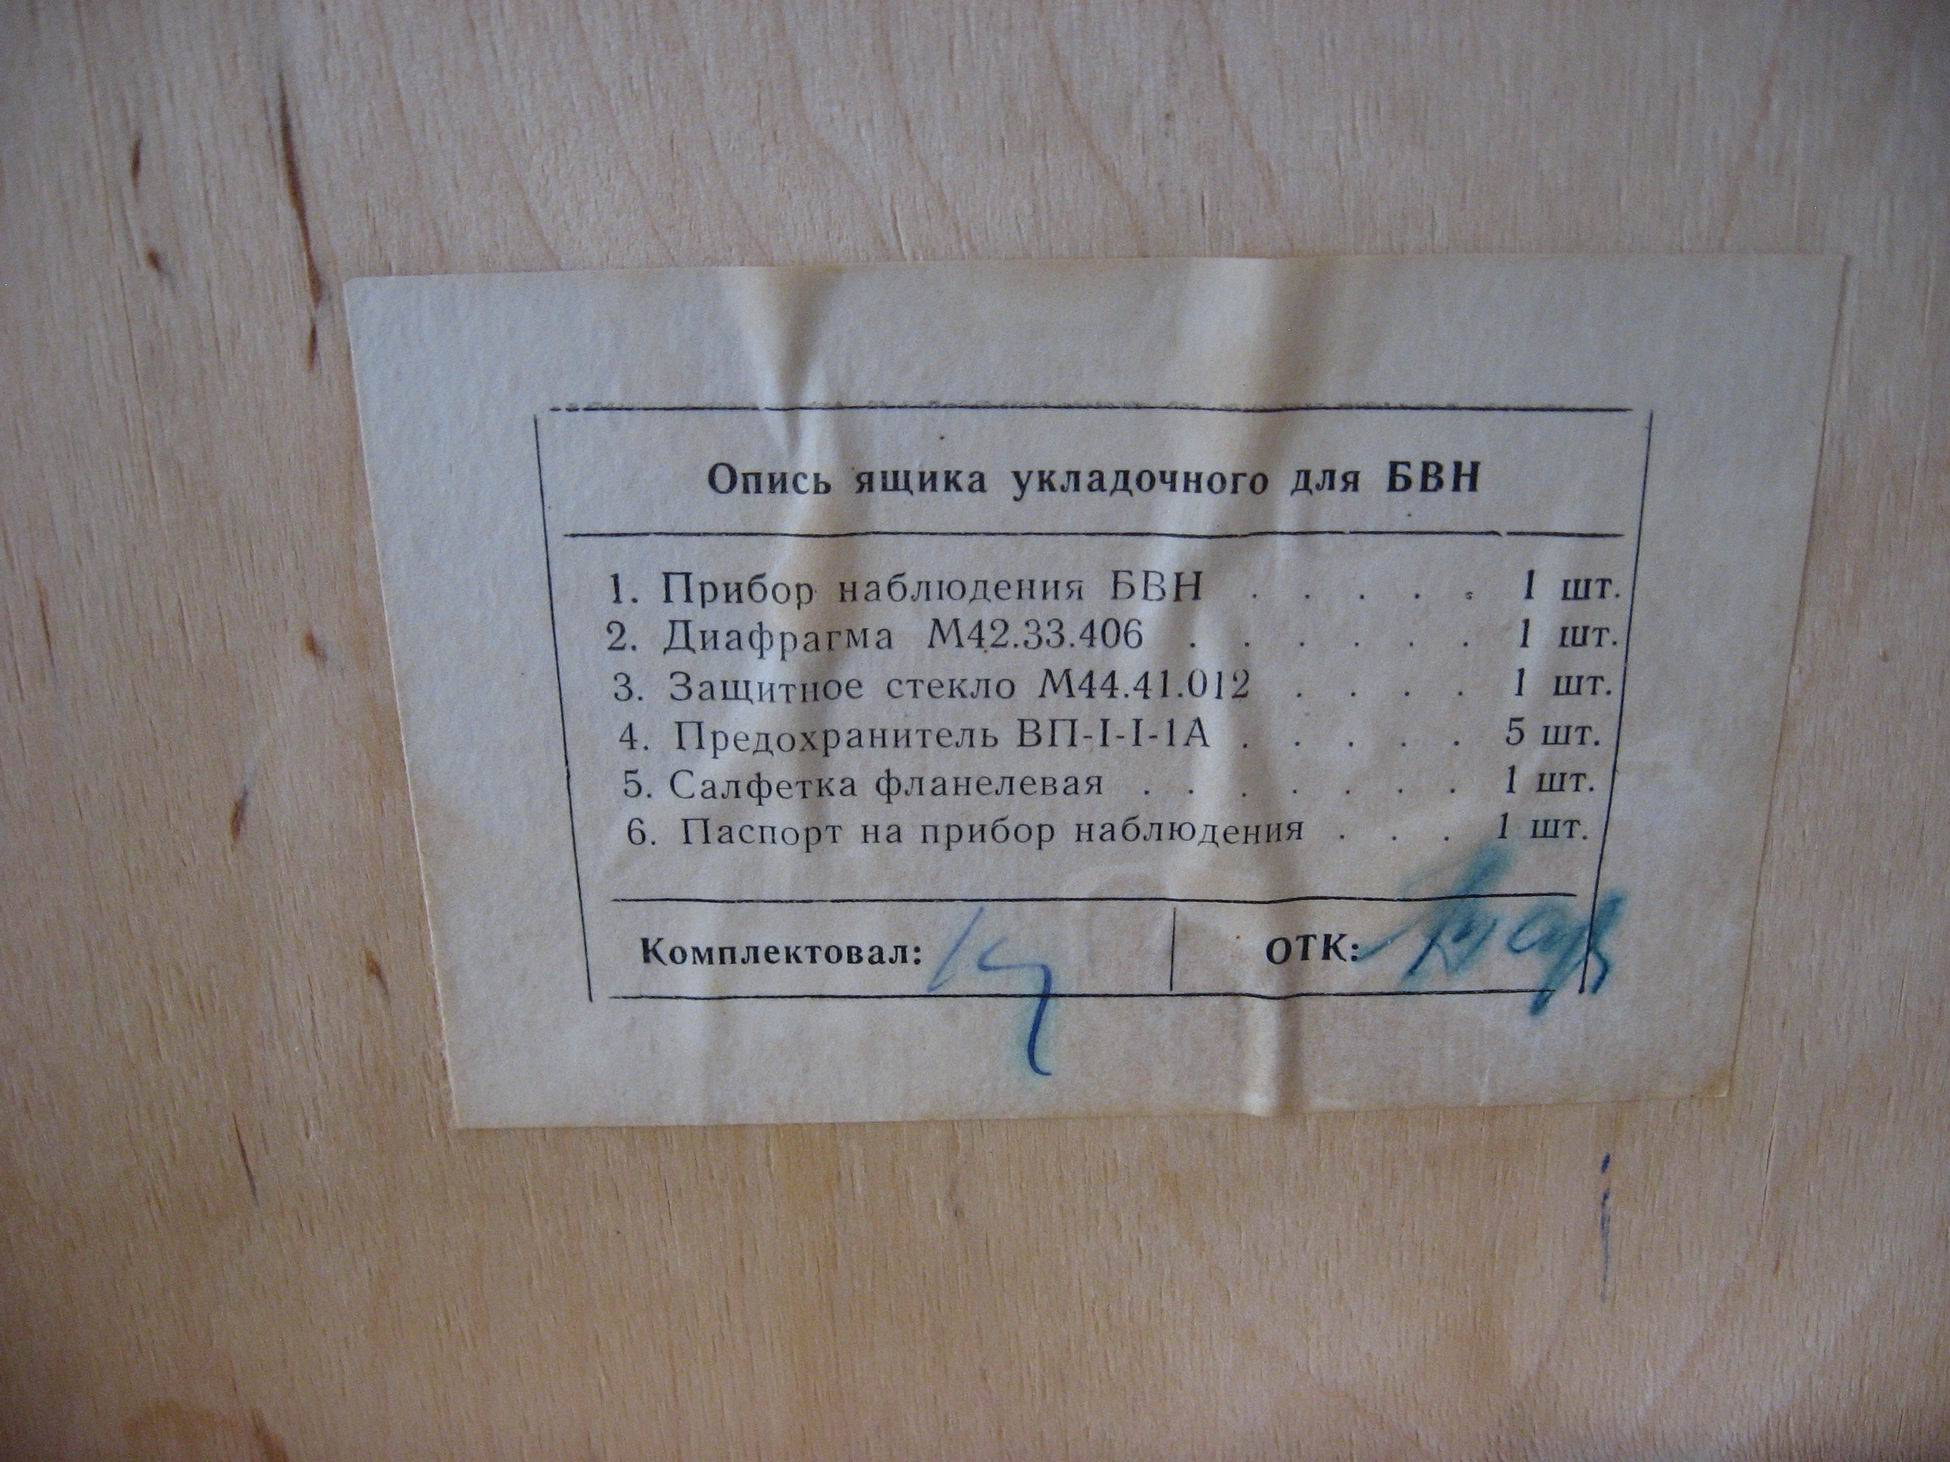 Опись ящика укладочного для БВН
1. Прибор наблюдения БВН . . . . . 1 шт.
2. Диафрагма М42.33.406 . . . . . . 1 шт.
3. Защитное стекло М44.41.012 . . . . 1 шт.
4. Предохранитель ВП-I-I-1А . . . . . 5 шт.
5. Салфетка фланелевая . . . . . . . 1 шт.
6. Паспорт на прибор наблюдения . . . 1 шт.
Комплектовал: ОТК: